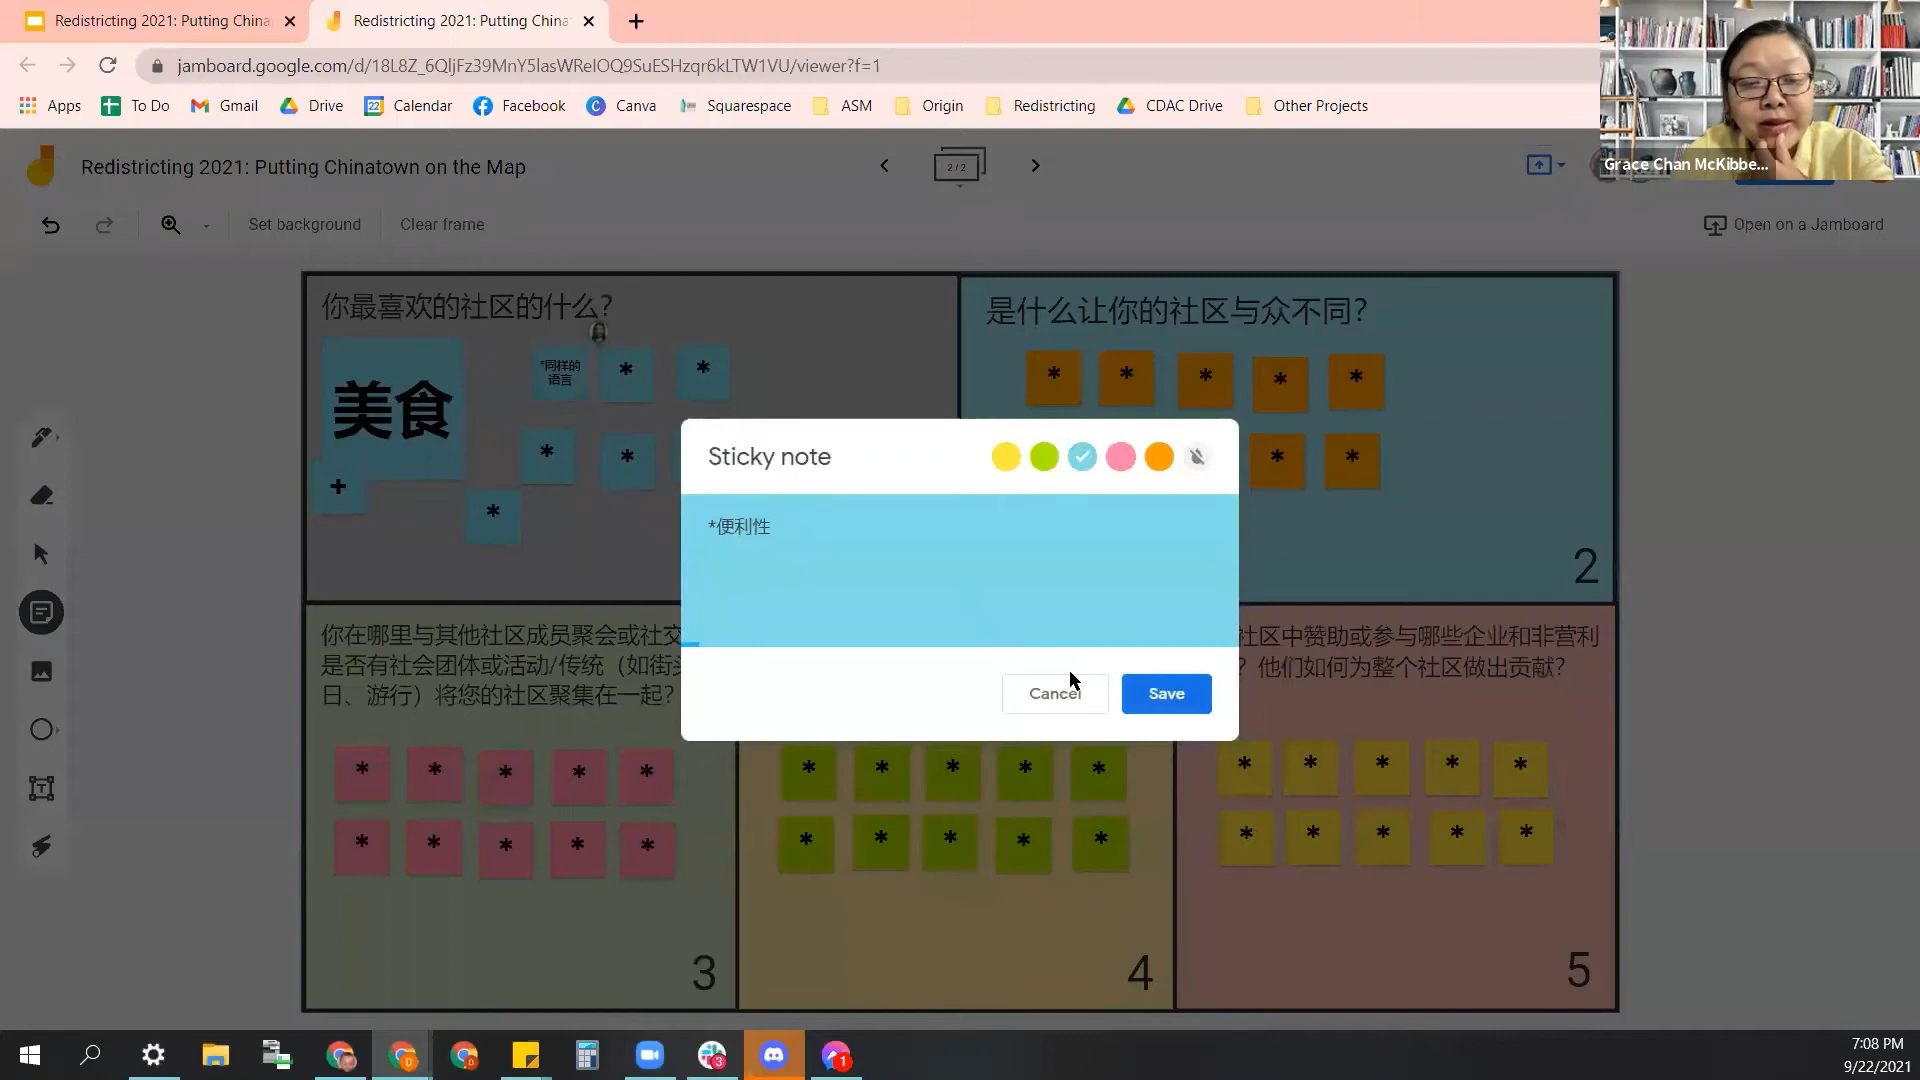 Redistricting 2021: Putting China
Redistricting 2021: Putting China
jamboard.google.com/d/18L8Z_6QljFz39MnY5lasWRelOQ9SuESHzqr6kLTW1VU/viewer?f=1
Apps To Do Gmail Drive 22 Calendar Facebook Canva Squarespace ASM Origin Redistricting CDAC Drive Other Projects
Grace Chan McKibbe...
Redistricting 2021: Putting Chinatown on the Map
2 / 2
Set background Clear frame
Open on a Jamboard
你最喜欢的社区的什么?
是什么让你的社区与众不同?
美食
*同样的
语言
* *
* * * * *
* *
* *
+
*
Sticky note
*便利性
Cancel Save
2
你在哪里与其他社区成员聚会或社交
是否有社会团体或活动/传统（如街
日、游行）将您的社区聚集在一起?
社区中赞助或参与哪些企业和非营利
? 他们如何为整个社区做出贡献?
* * * * *
* * * * *
* * * * *
* * * * *
* * * * *
* * * * *
3
4
5
3
1
7:08 PM
9/22/2021